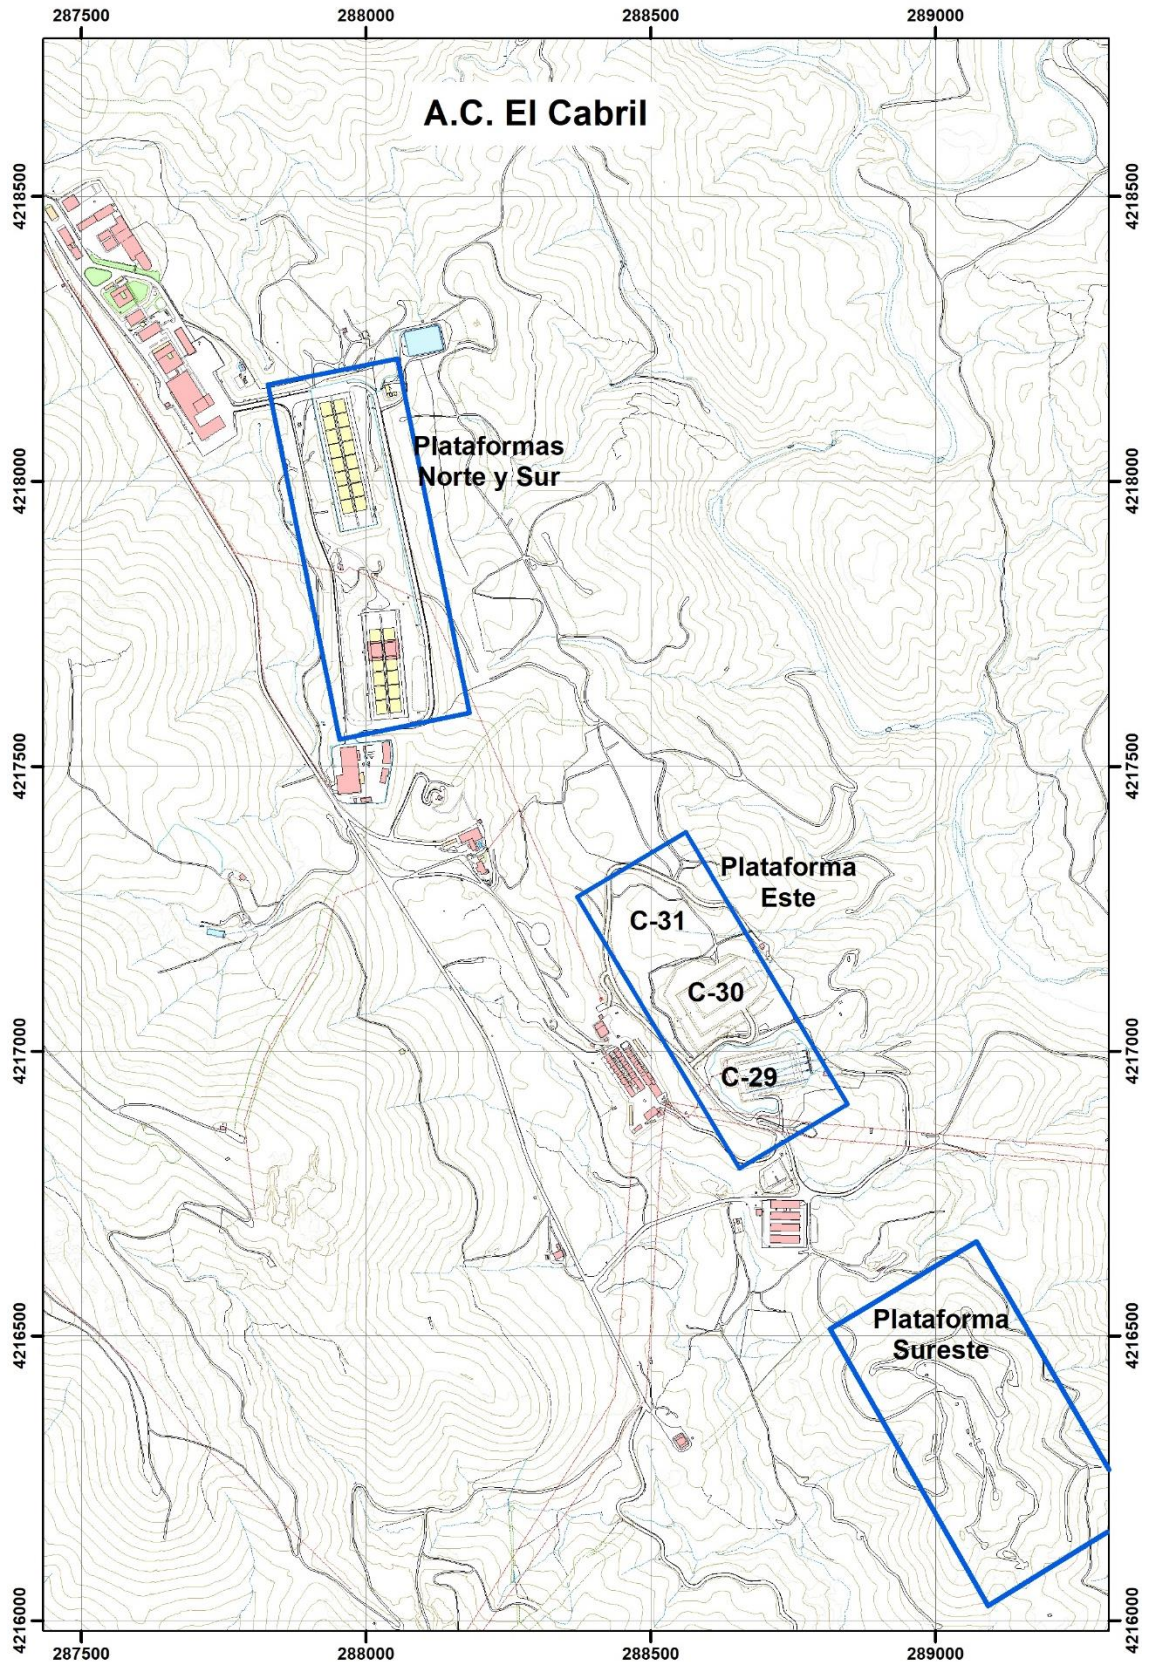 287500 288000 288500 289000
A.C. El Cabril
4218500 4218500
Plataformas
Norte y Sur
4218000 4218000
4217500 4217500
Plataforma
Este
C-31
C-30
4217000 4217000
C-29
Plataforma
Sureste
4216500 4216500
4216000 4216000
287500 288000 288500 289000